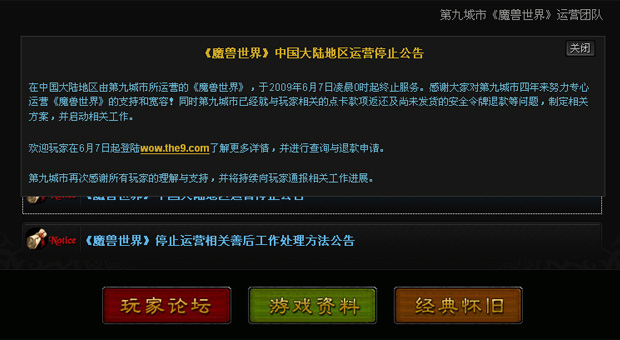 第九城市《魔兽世界》运营团队
《魔兽世界》中国大陆地区运营停止公告
关闭
在中国大陆地区由第九城市所运营的《魔兽世界》，于2009年6月7日凌晨0时起终止服务。感谢大家对第九城市四年来努力专心
运营《魔兽世界》的支持和宽容！同时第九城市已经就与玩家相关的点卡款项返还及尚未发货的安全令牌退款等问题，制定相关
方案，并启动相关工作。
欢迎玩家在6月7日起登陆wow.the9.com了解更多详情，并进行查询与退款申请。
第九城市再次感谢所有玩家的理解与支持，并将持续向玩家通报相关工作进展。
Notice 《魔兽世界》中国大陆地区运营停止公告
Notice 《魔兽世界》停止运营相关善后工作处理方法公告
玩家论坛 游戏资料 经典怀旧